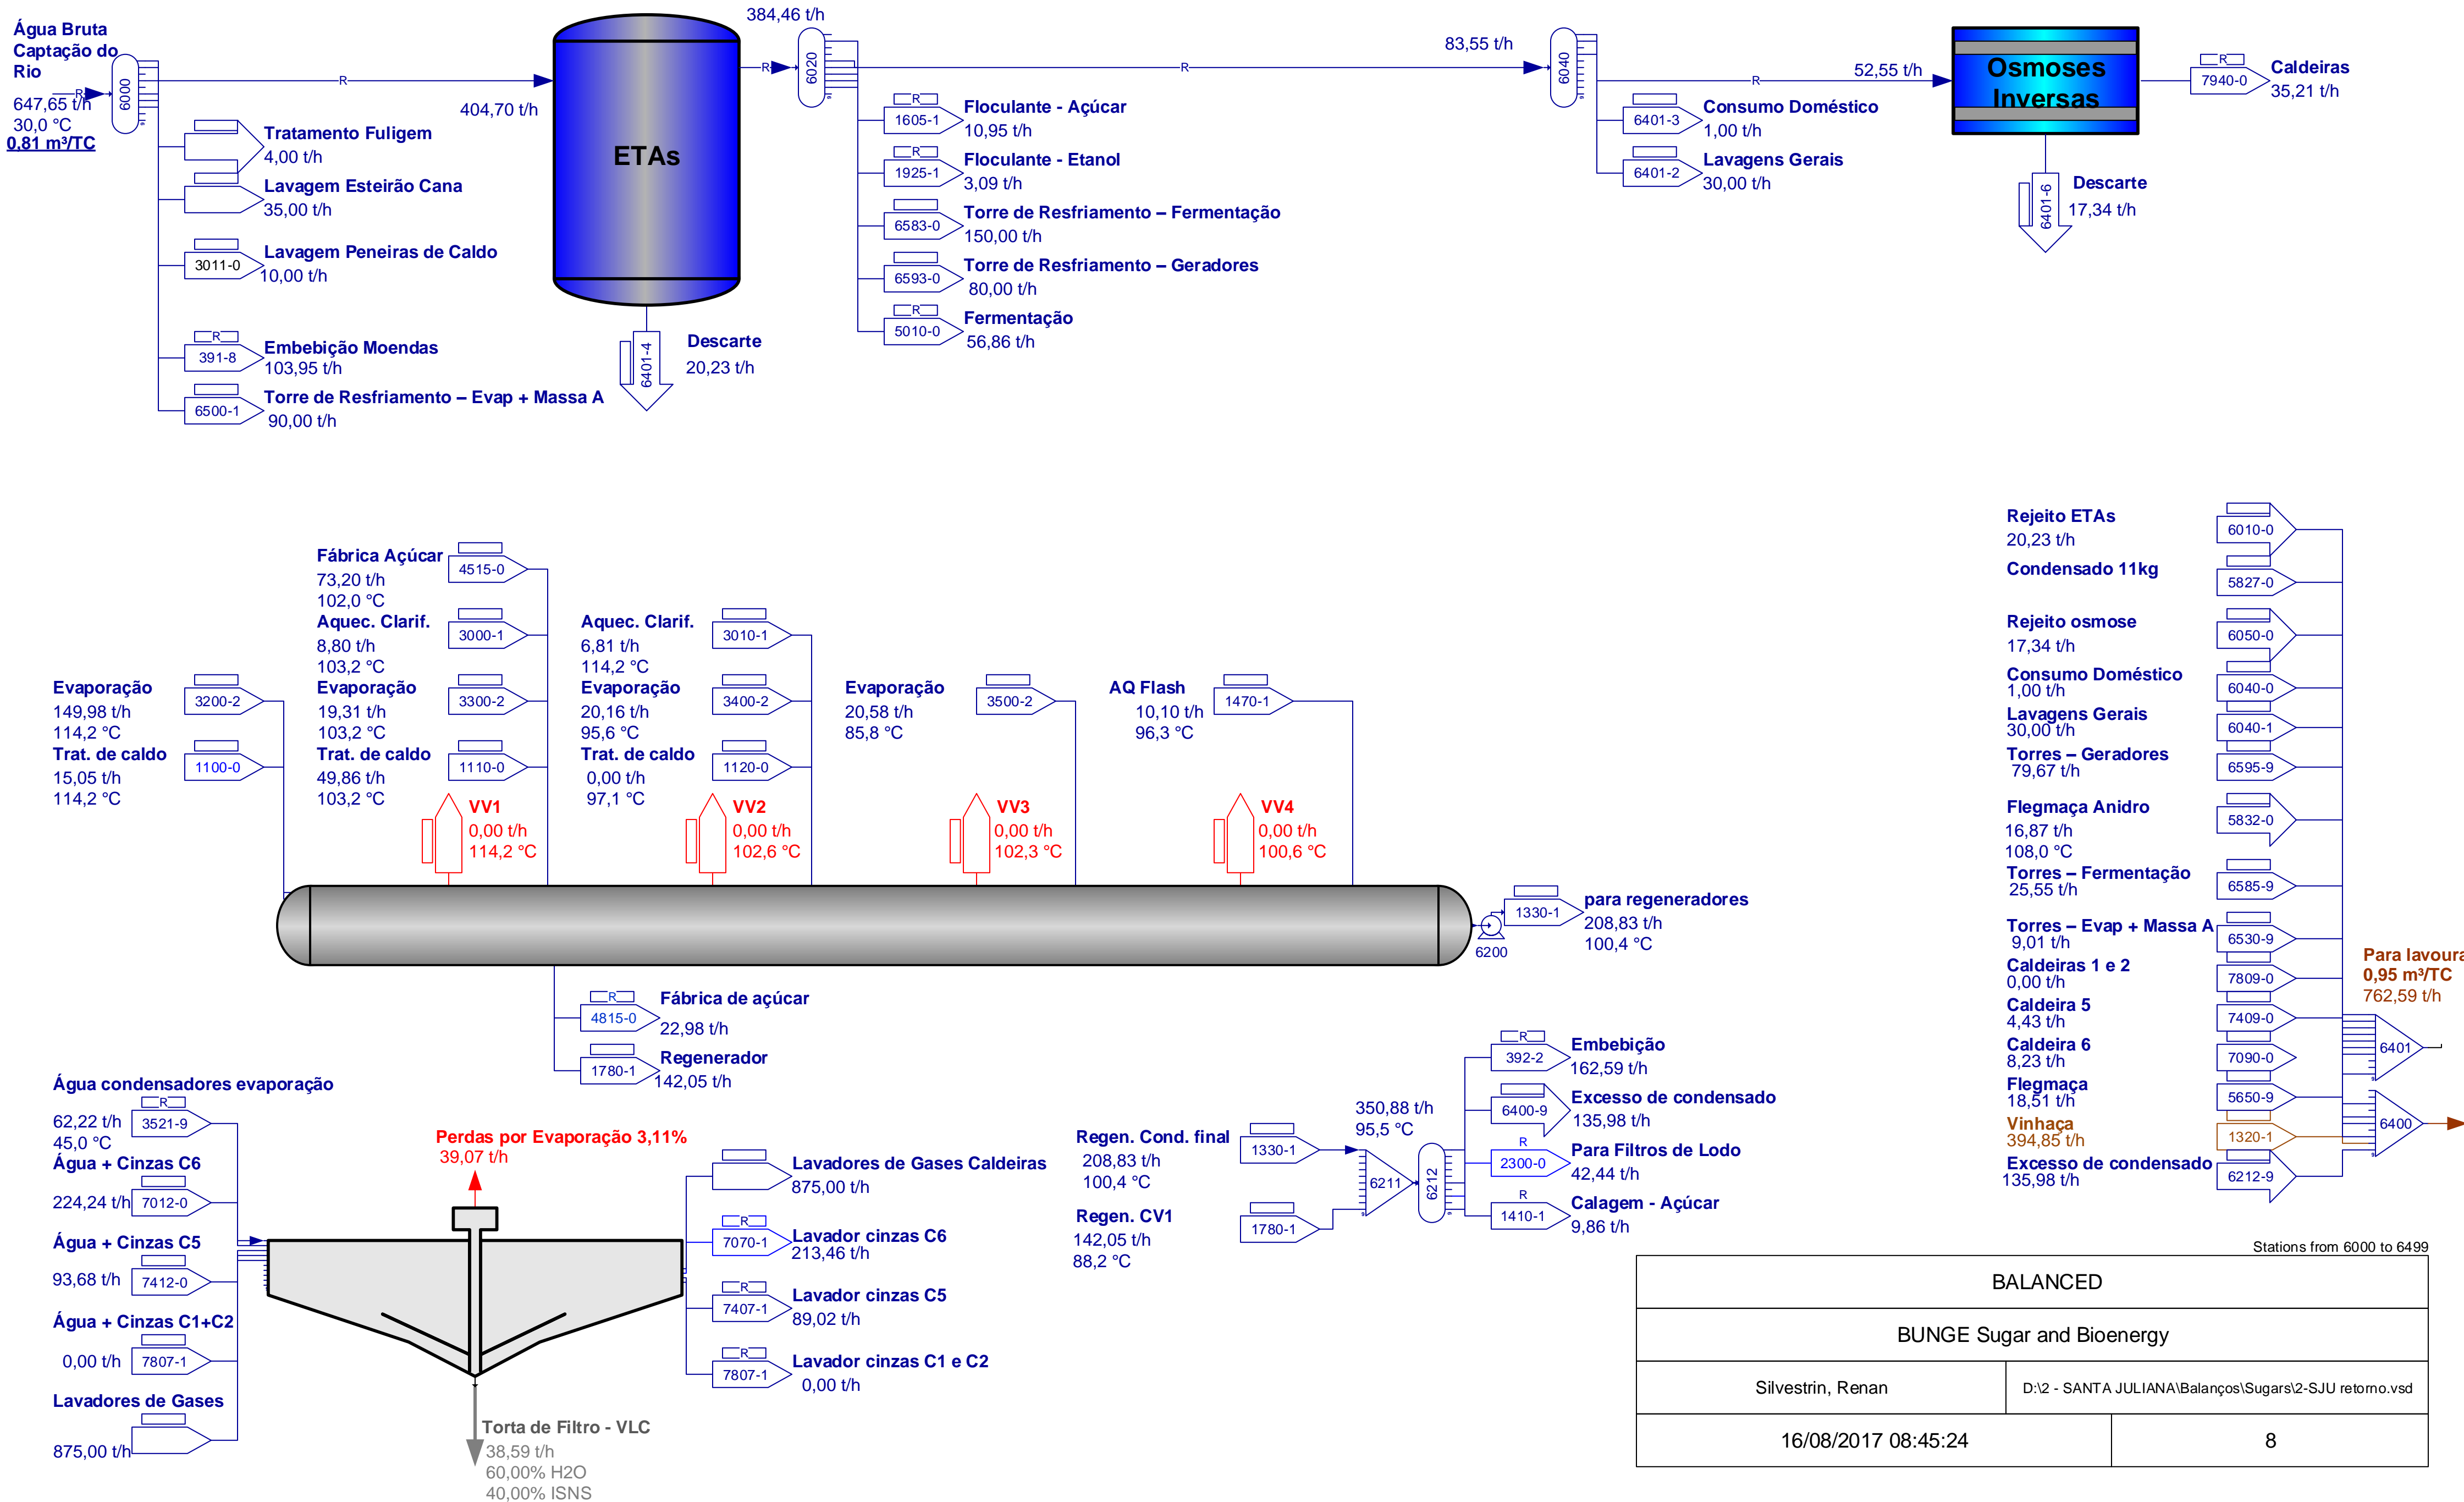 Água Bruta
Captação do
Rio
R
647,65 t/h
30,0 °C
0,81 m³/TC
6000
R
404,70 t/h
Tratamento Fuligem
4,00 t/h
Lavagem Esteirão Cana
35,00 t/h
3011-0
Lavagem Peneiras de Caldo
10,00 t/h
R
391-8
Embebição Moendas
103,95 t/h
6500-1
Torre de Resfriamento – Evap + Massa A
90,00 t/h
ETAs
6401-4
Descarte
20,23 t/h
384,46 t/h
R
6020
R
R
1605-1
Floculante - Açúcar
10,95 t/h
R
1925-1
Floculante - Etanol
3,09 t/h
6583-0
Torre de Resfriamento – Fermentação
150,00 t/h
6593-0
Torre de Resfriamento – Geradores
80,00 t/h
R
5010-0
Fermentação
56,86 t/h
83,55 t/h
6040
R
52,55 t/h
6401-3
Consumo Doméstico
1,00 t/h
6401-2
Lavagens Gerais
30,00 t/h
Osmoses
Inversas
6401-6
Descarte
17,34 t/h
R
7940-0
Caldeiras
35,21 t/h
Evaporação
149,98 t/h
114,2 °C
3200-2
Trat. de caldo
15,05 t/h
114,2 °C
1100-0
Fábrica Açúcar
73,20 t/h
102,0 °C
4515-0
Aquec. Clarif.
8,80 t/h
103,2 °C
3000-1
Evaporação
19,31 t/h
103,2 °C
3300-2
Trat. de caldo
49,86 t/h
103,2 °C
1110-0
VV1
0,00 t/h
114,2 °C
Aquec. Clarif.
6,81 t/h
114,2 °C
3010-1
Evaporação
20,16 t/h
95,6 °C
3400-2
Trat. de caldo
0,00 t/h
97,1 °C
1120-0
VV2
0,00 t/h
102,6 °C
Evaporação
20,58 t/h
85,8 °C
3500-2
VV3
0,00 t/h
102,3 °C
AQ Flash
10,10 t/h
96,3 °C
1470-1
VV4
0,00 t/h
100,6 °C
6200
1330-1
para regeneradores
208,83 t/h
100,4 °C
R
4815-0
Fábrica de açúcar
22,98 t/h
1780-1
Regenerador
142,05 t/h
Água condensadores evaporação
62,22 t/h
45,0 °C
R
3521-9
Água + Cinzas C6
224,24 t/h
7012-0
Água + Cinzas C5
93,68 t/h
7412-0
Água + Cinzas C1+C2
0,00 t/h
7807-1
Lavadores de Gases
875,00 t/h
Perdas por Evaporação 3,11%
39,07 t/h
Torta de Filtro - VLC
38,59 t/h
60,00% H2O
40,00% ISNS
Lavadores de Gases Caldeiras
875,00 t/h
R
7070-1
Lavador cinzas C6
213,46 t/h
R
7407-1
Lavador cinzas C5
89,02 t/h
R
7807-1
Lavador cinzas C1 e C2
0,00 t/h
Regen. Cond. final
208,83 t/h
100,4 °C
1330-1
Regen. CV1
142,05 t/h
88,2 °C
1780-1
6211
350,88 t/h
95,5 °C
6212
R
392-2
Embebição
162,59 t/h
6400-9
Excesso de condensado
135,98 t/h
R
2300-0
Para Filtros de Lodo
42,44 t/h
R
1410-1
Calagem - Açúcar
9,86 t/h
Rejeito ETAs
20,23 t/h
6010-0
Condensado 11kg
5827-0
Rejeito osmose
17,34 t/h
6050-0
Consumo Doméstico
1,00 t/h
6040-0
Lavagens Gerais
30,00 t/h
6040-1
Torres – Geradores
79,67 t/h
6595-9
Flegmaça Anidro
16,87 t/h
108,0 °C
5832-0
Torres – Fermentação
25,55 t/h
6585-9
Torres – Evap + Massa A
9,01 t/h
6530-9
Caldeiras 1 e 2
0,00 t/h
7809-0
Caldeira 5
4,43 t/h
7409-0
Caldeira 6
8,23 t/h
7090-0
Flegmaça
18,51 t/h
5650-9
Vinhaça
394,85 t/h
1320-1
Excesso de condensado
135,98 t/h
6212-9
6401
6400
Para lavoura
0,95 m³/TC
762,59 t/h
Stations from 6000 to 6499
BALANCED
BUNGE Sugar and Bioenergy
Silvestrin, Renan
D:\2 - SANTA JULIANA\Balanços\Sugars\2-SJU retorno.vsd
16/08/2017 08:45:24
8